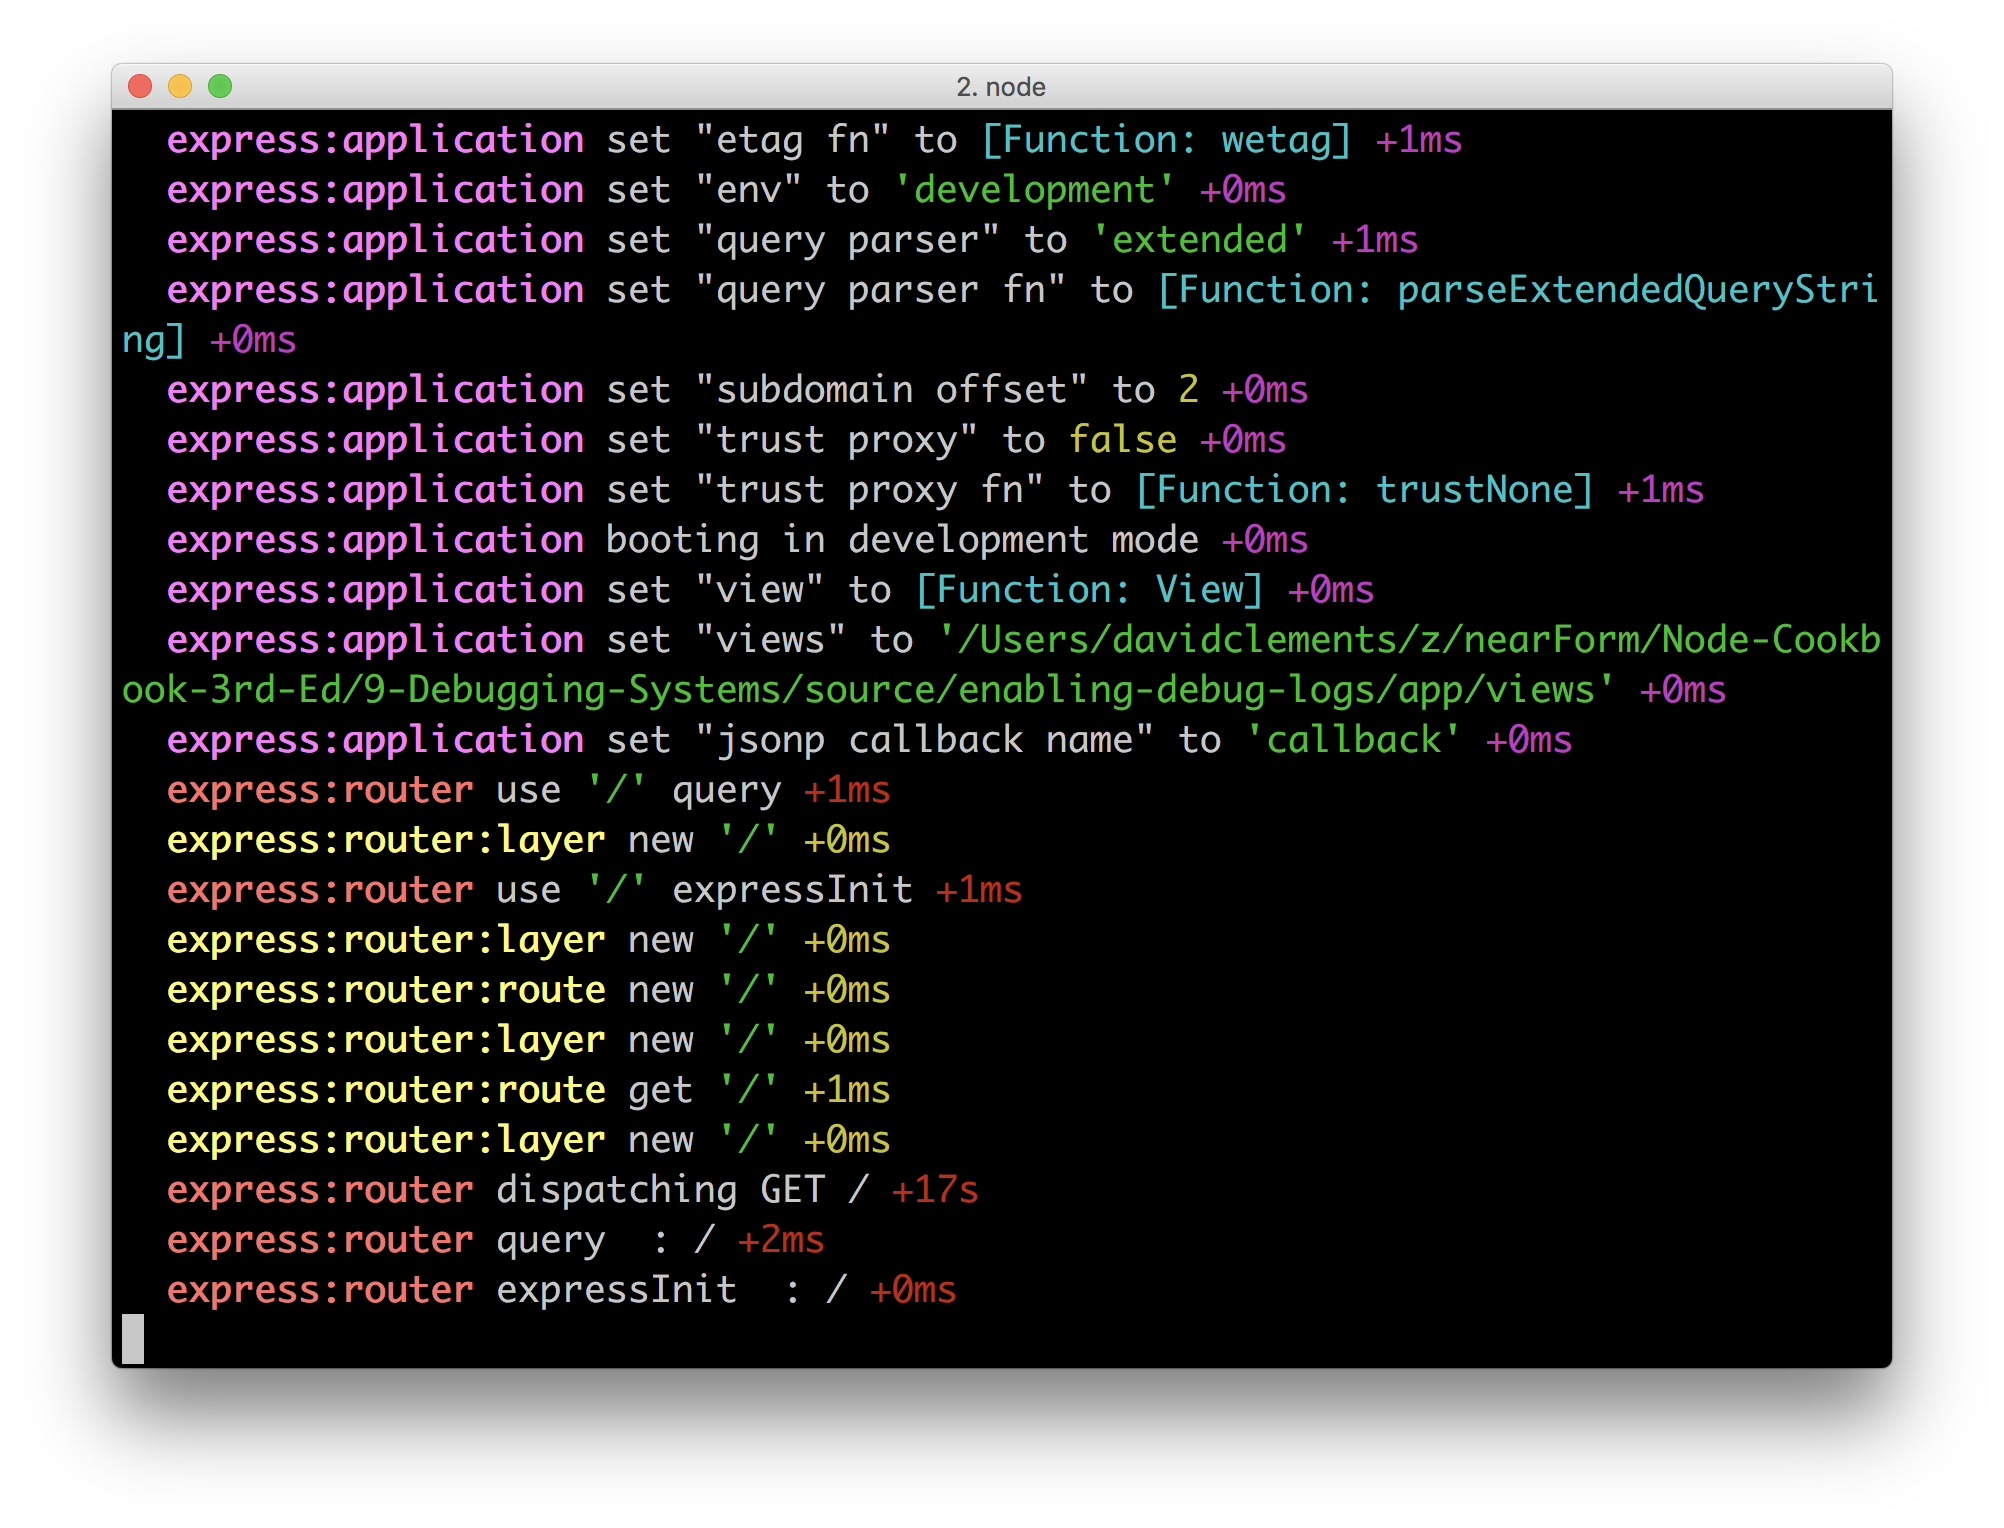 2. node
express:application set "etag fn" to [Function: wetag] +1ms
express:application set "env" to 'development' +0ms
express:application set "query parser" to 'extended' +1ms
express:application set "query parser fn" to [Function: parseExtendedQueryStri
ng] +0ms
express:application set "subdomain offset" to 2 +0ms
express:application set "trust proxy" to false +0ms
express:application set "trust proxy fn" to [Function: trustNone] +1ms
express:application booting in development mode +0ms
express:application set "view" to [Function: View] +0ms
express:application set "views" to '/Users/davidclements/z/nearForm/Node-Cookb
ook-3rd-Ed/9-Debugging-Systems/source/enabling-debug-logs/app/views' +0ms
express:application set "jsonp callback name" to 'callback' +0ms
express:router use '/' query +1ms
express:router:layer new '/' +0ms
express:router use '/' expressInit +1ms
express:router:layer new '/' +0ms
express:router:route new '/' +0ms
express:router:layer new '/' +0ms
express:router:route get '/' +1ms
express:router:layer new '/' +0ms
express:router dispatching GET / +17s
express:router query  : / +2ms
express:router expressInit  : / +0ms